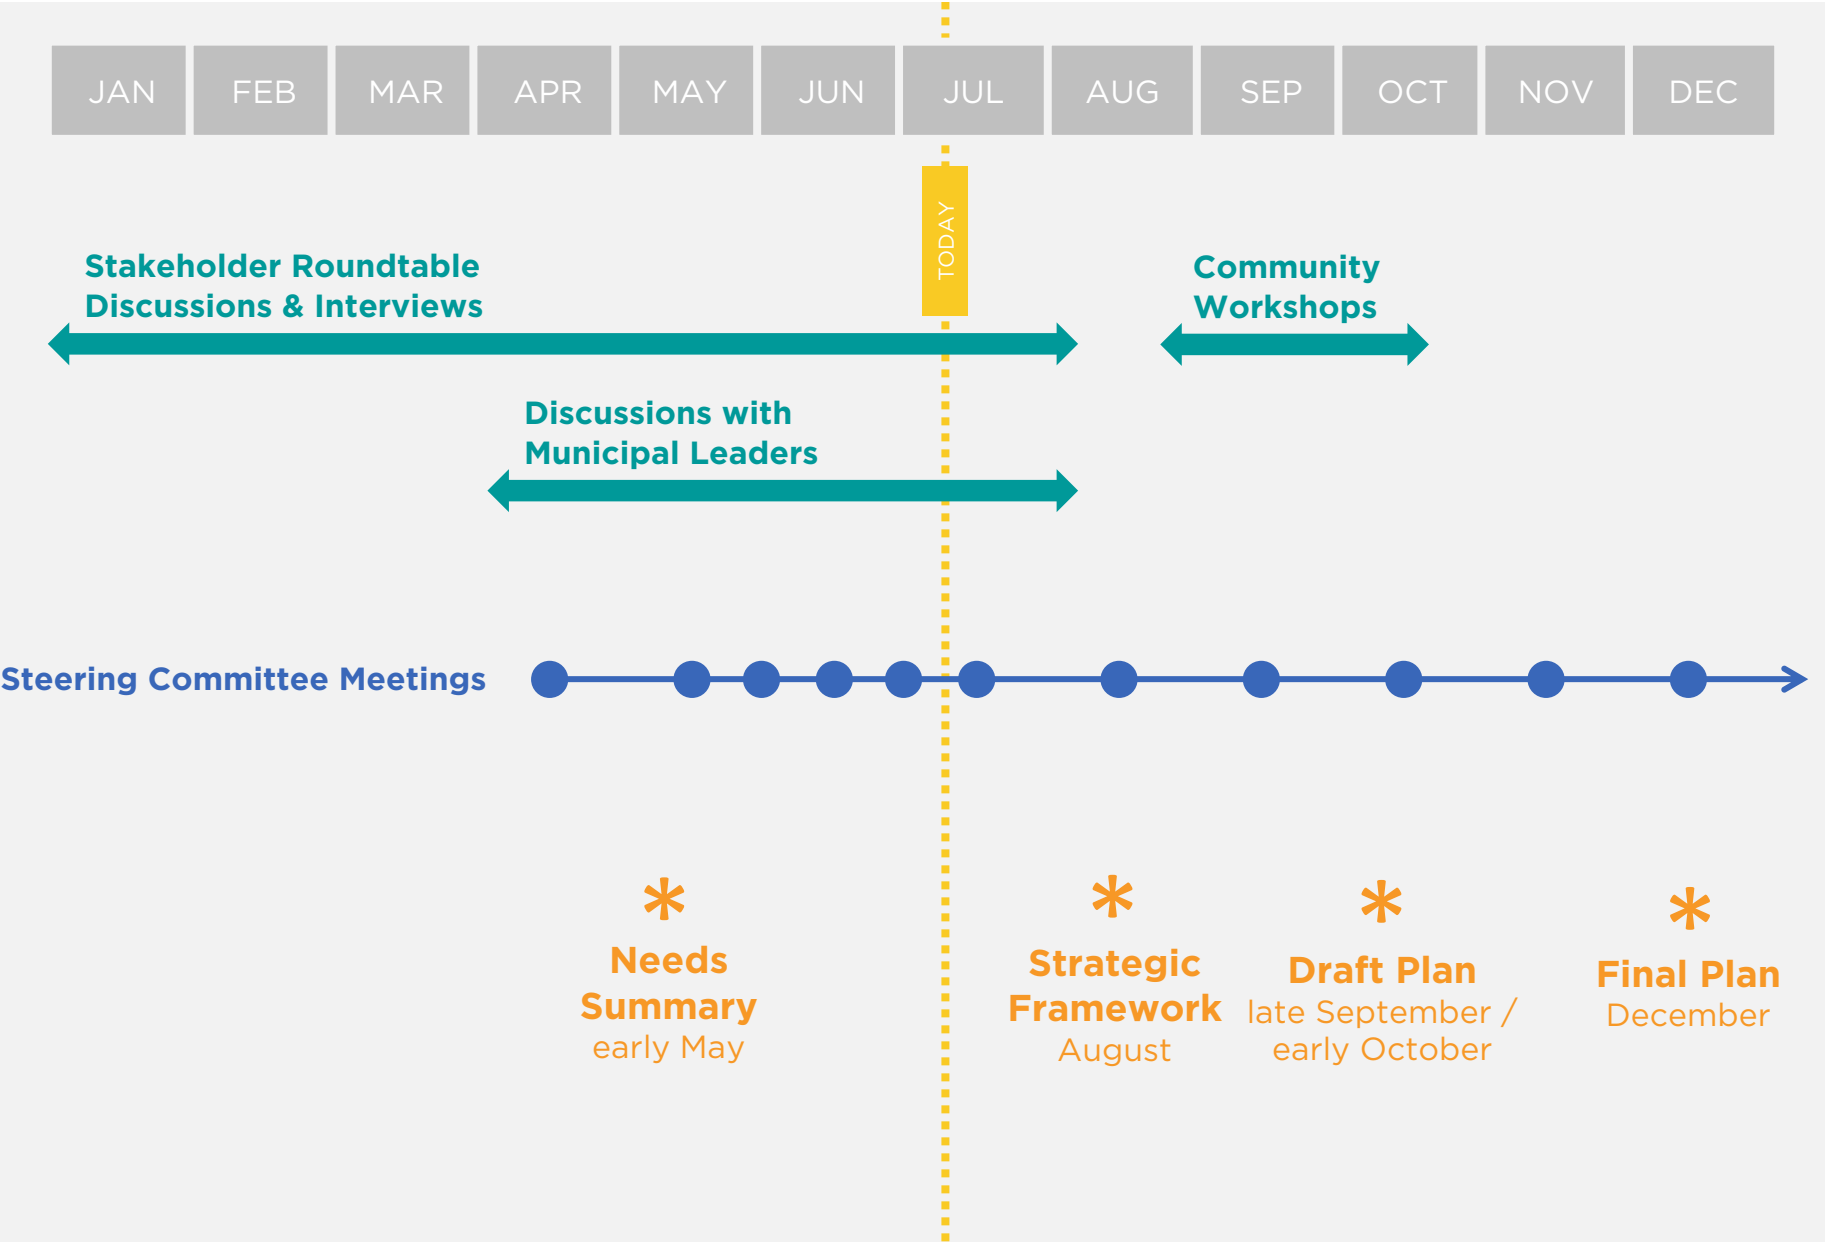 JAN FEB MAR APR MAY JUN JUL AUG SEP OCT NOV DEC
TODAY
Stakeholder Roundtable
Discussions & Interviews
Community
Workshops
Discussions with
Municipal Leaders
Steering Committee Meetings
*
Needs
Summary
early May
*
Strategic
Framework
August
*
Draft Plan
late September /
early October
*
Final Plan
December